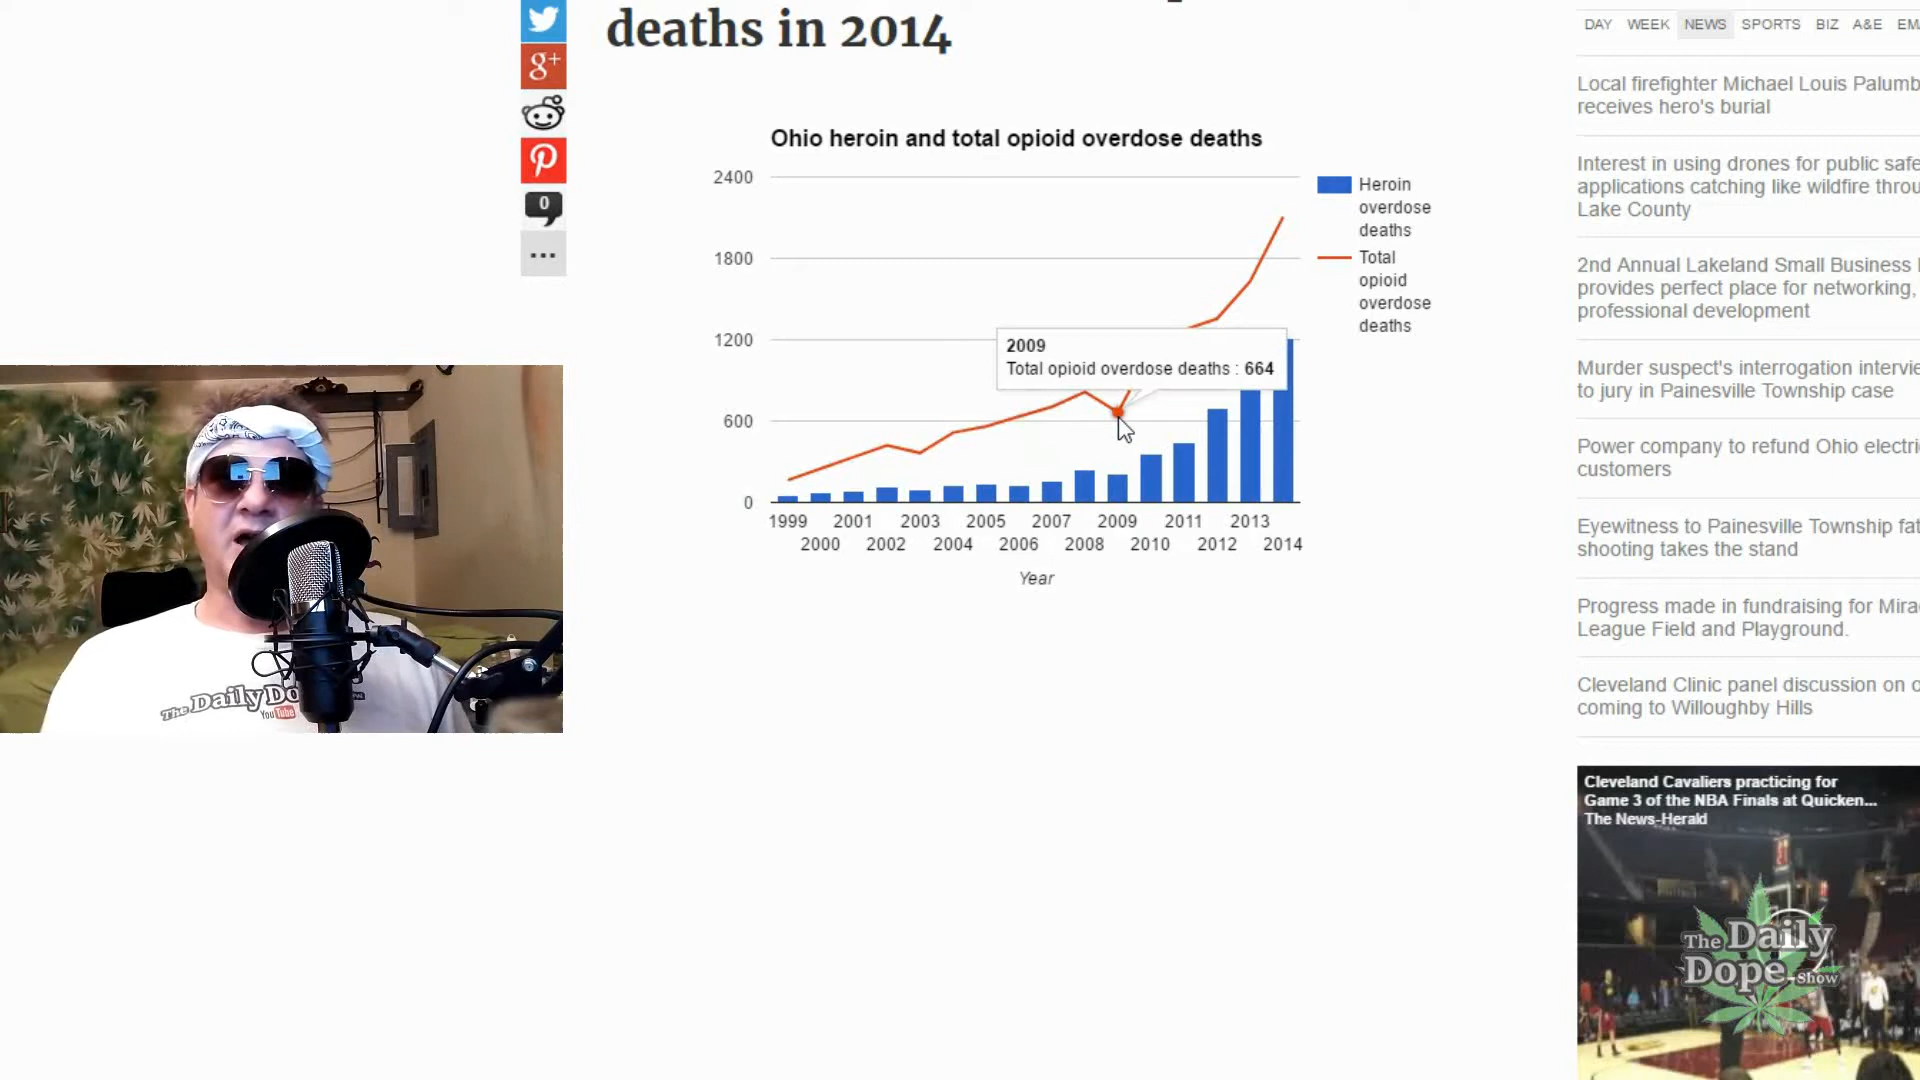 deaths in 2014
g+
0
...
Ohio heroin and total opioid overdose deaths
2400
1800
1200
600
0
Heroin
overdose
deaths
Total
opioid
overdose
deaths
2009
Total opioid overdose deaths : 664
1999 2001 2003 2005 2007 2009 2011 2013
2000 2002 2004 2006 2008 2010 2012 2014
Year
The Daily Do
YouTube
DAY WEEK NEWS SPORTS BIZ A&E EM
Local firefighter Michael Louis Palumb
receives hero's burial
Interest in using drones for public safe
applications catching like wildfire throu
Lake County
2nd Annual Lakeland Small Business
provides perfect place for networking,
professional development
Murder suspect's interrogation intervie
to jury in Painesville Township case
Power company to refund Ohio electri
customers
Eyewitness to Painesville Township fat
shooting takes the stand
Progress made in fundraising for Mira
League Field and Playground.
Cleveland Clinic panel discussion on o
coming to Willoughby Hills
Cleveland Cavaliers practicing for
Game 3 of the NBA Finals at Quicken...
The News-Herald
The Daily
Dope Show